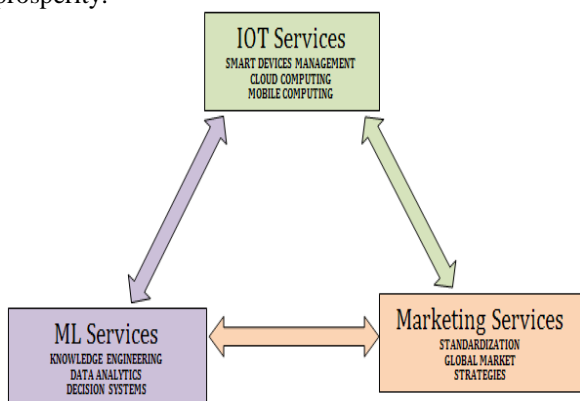 prosperity.
IOT Services
SMART DEVICES MANAGEMENT
CLOUD COMPUTING
MOBILE COMPUTING
ML Services
KNOWLEDGE ENGINEERING
DATA ANALYTICS
DECISION SYSTEMS
Marketing Services
STANDARDIZATION
GLOBAL MARKET
STRATEGIES